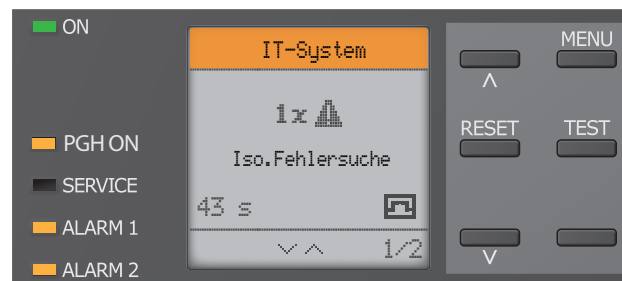 ON
PGH ON
SERVICE
ALARM 1
ALARM 2
IT-System
1x
Iso.Fehlersuche
43 s
1/2
MENU
RESET
TEST